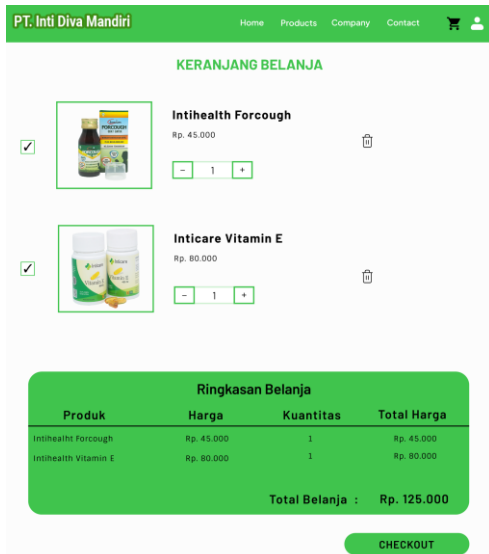 PT. Inti Diva Mandiri Home Products Company Contact
KERANJANG BELANJA
Intihealth Forcough
Rp. 45.000
- 1 +
FORCOUGH
Inticare Vitamin E
Rp. 80.000
- 1 +
Vitamin E
Ringkasan Belanja
Produk Harga Kuantitas Total Harga
Intihealht Forcough Rp. 45.000 1 Rp. 45.000
Intihealth Vitamin E Rp. 80.000 1 Rp. 80.000
Total Belanja : Rp. 125.000
CHECKOUT